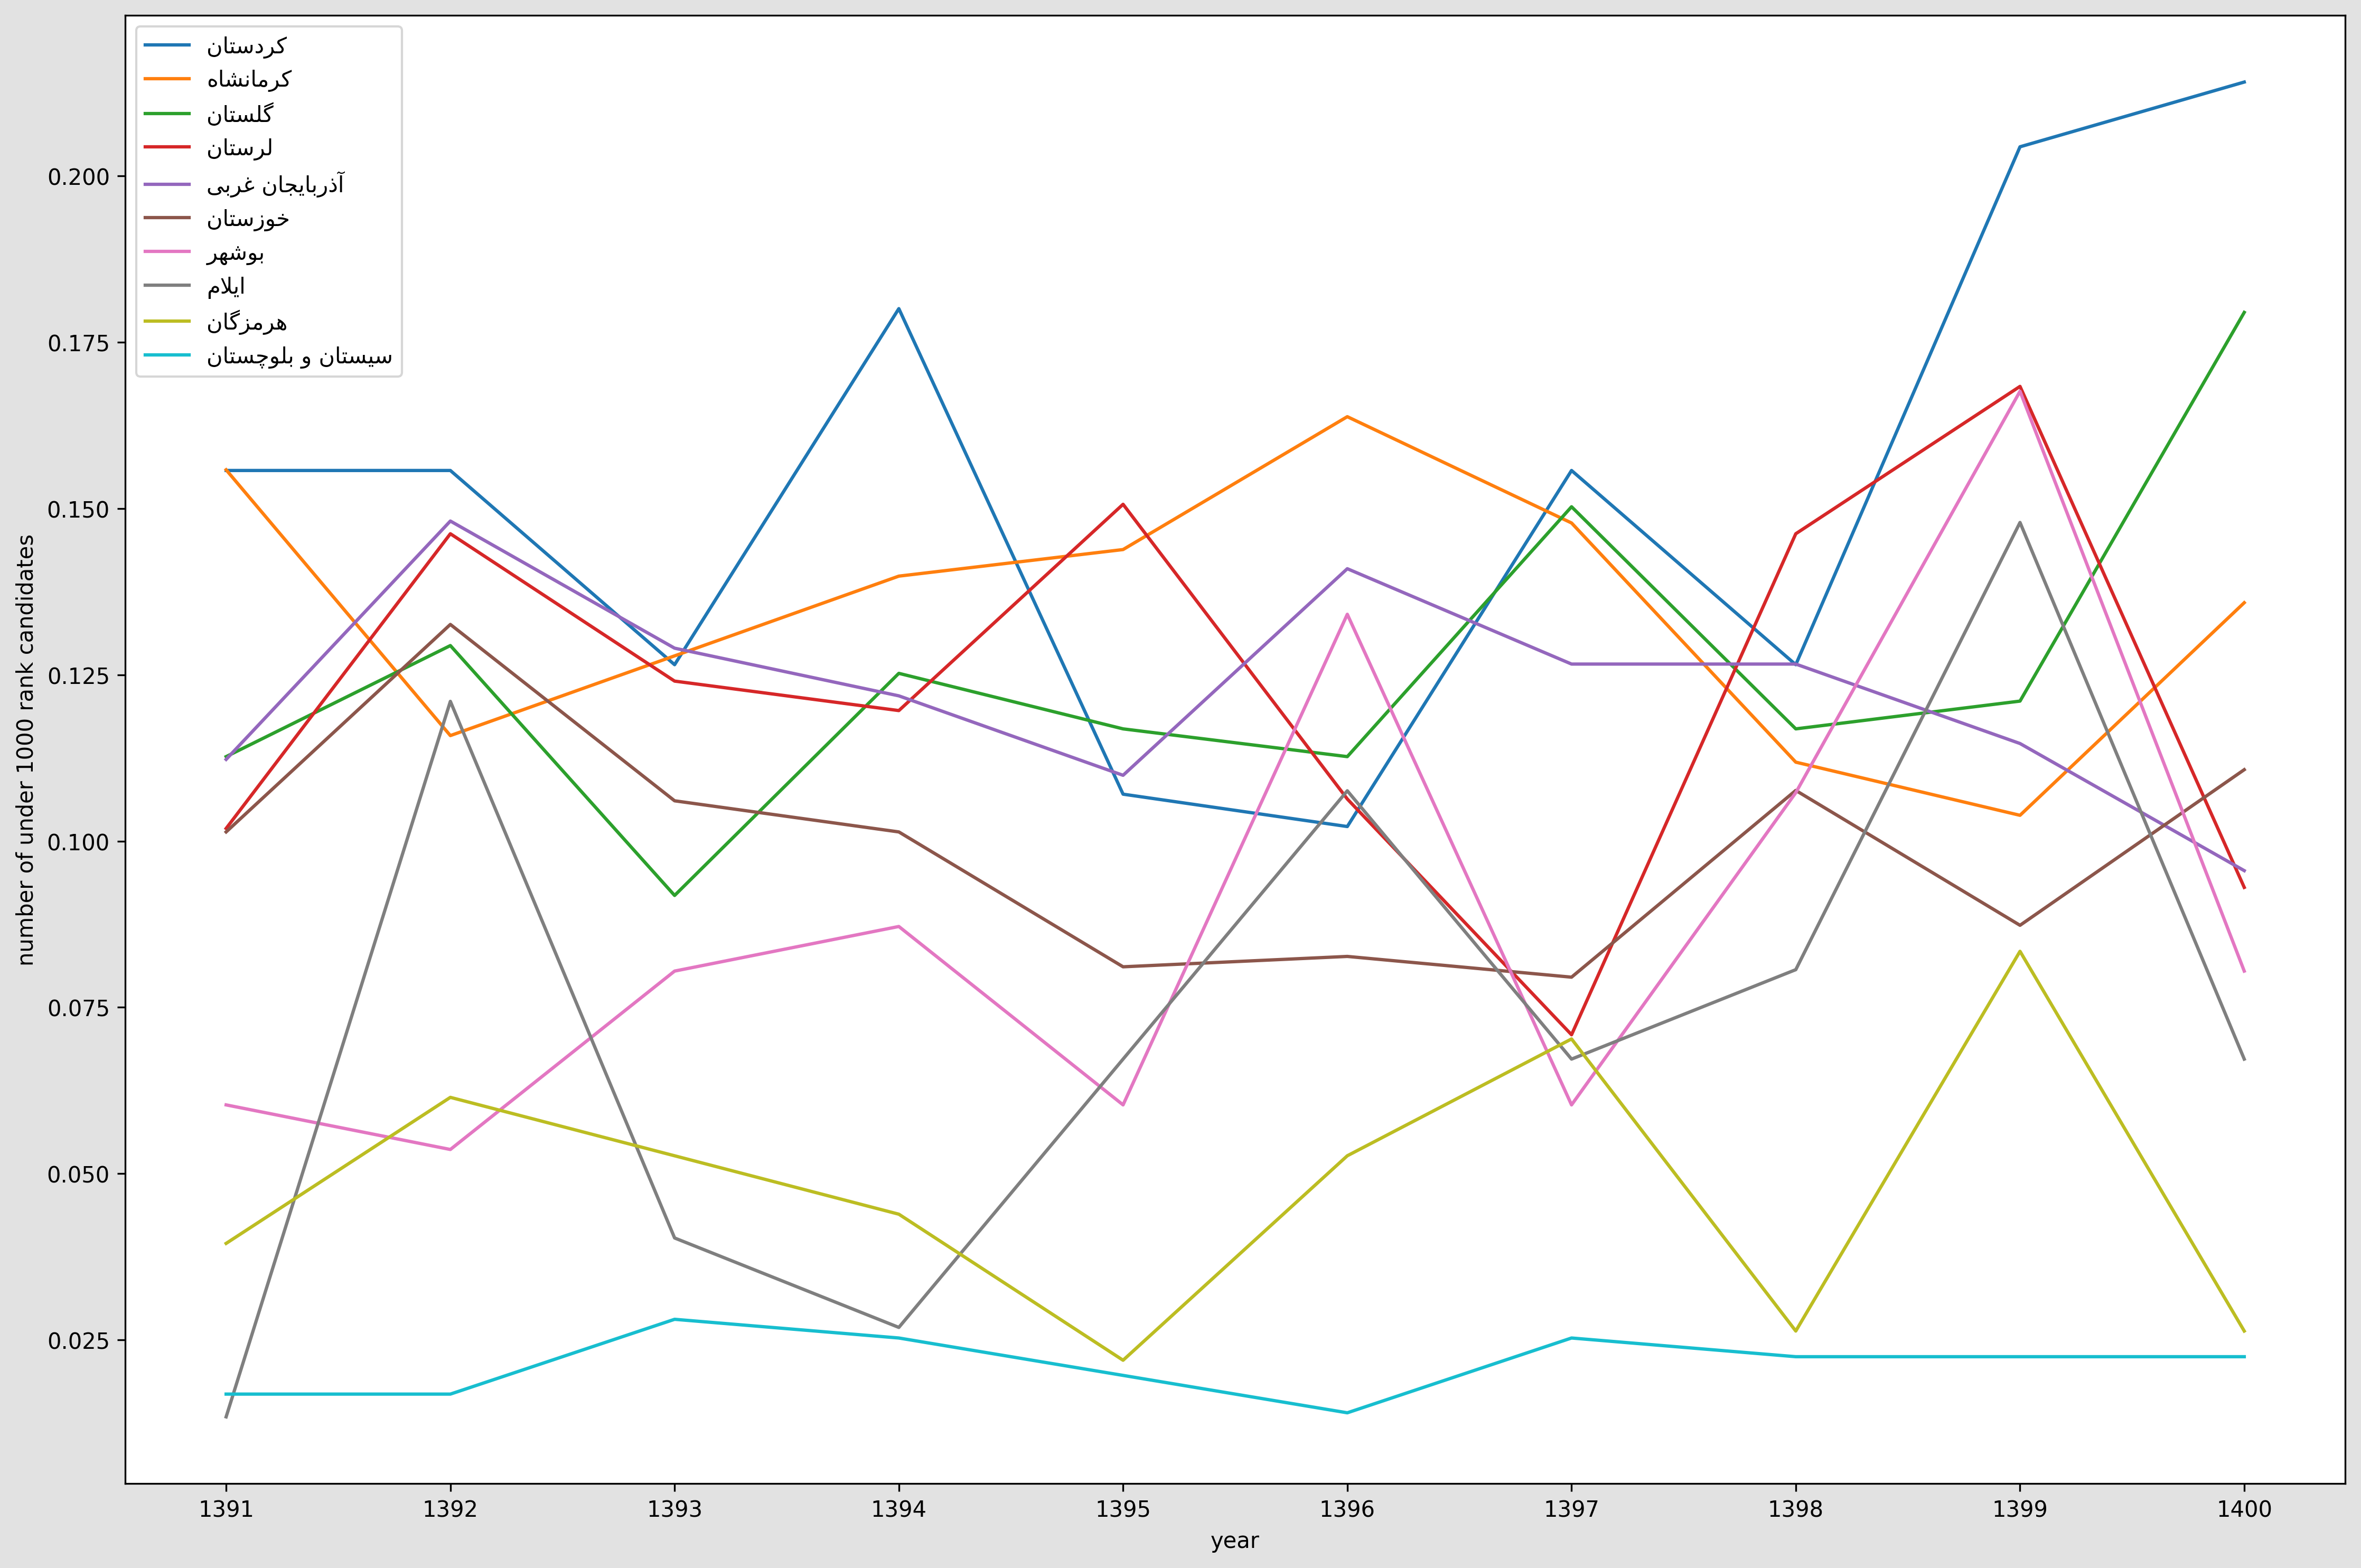 کردستان
کرمانشاه
گلستان
لرستان
آذربایجان غربی
خوزستان
بوشهر
ایلام
هرمزگان
سیستان و بلوچستان
0.200
0.175
0.150
0.125
0.100
0.075
0.050
0.025
number of under 1000 rank candidates
1391 1392 1393 1394 1395 1396 1397 1398 1399 1400
year